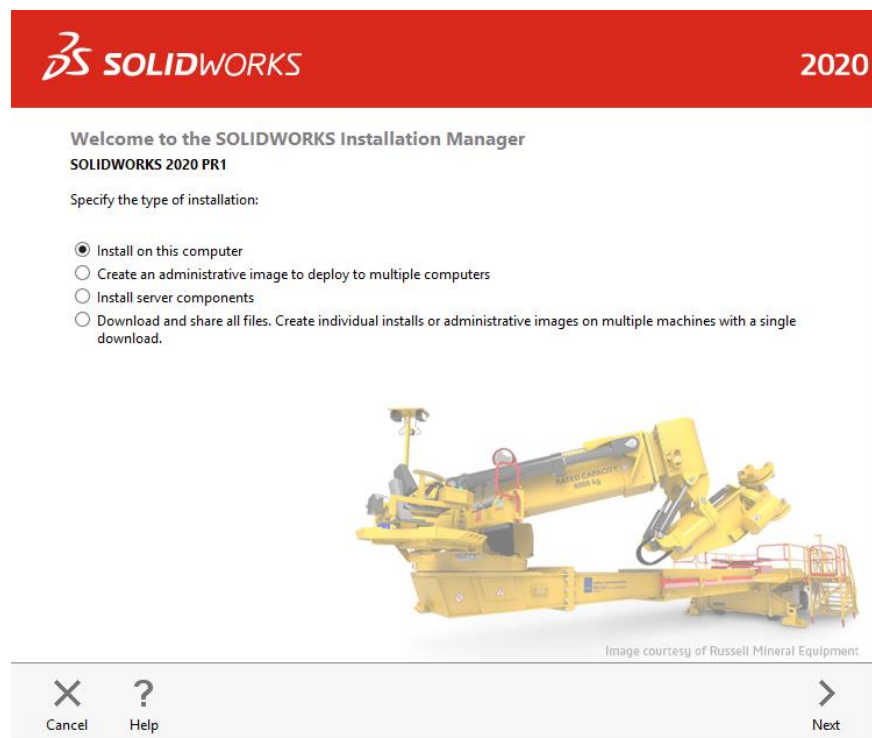 SOLIDWORKS
2020
Welcome to the SOLIDWORKS Installation Manager
SOLIDWORKS 2020 PR1
Specify the type of installation:
Install on this computer
Create an administrative image to deploy to multiple computers
Install server components
Download and share all files. Create individual installs or administrative images on multiple machines with a single
download.
RATED CAPACITY
8000 kg
Image courtesy of Russell Mineral Equipment
Cancel
Help
Next